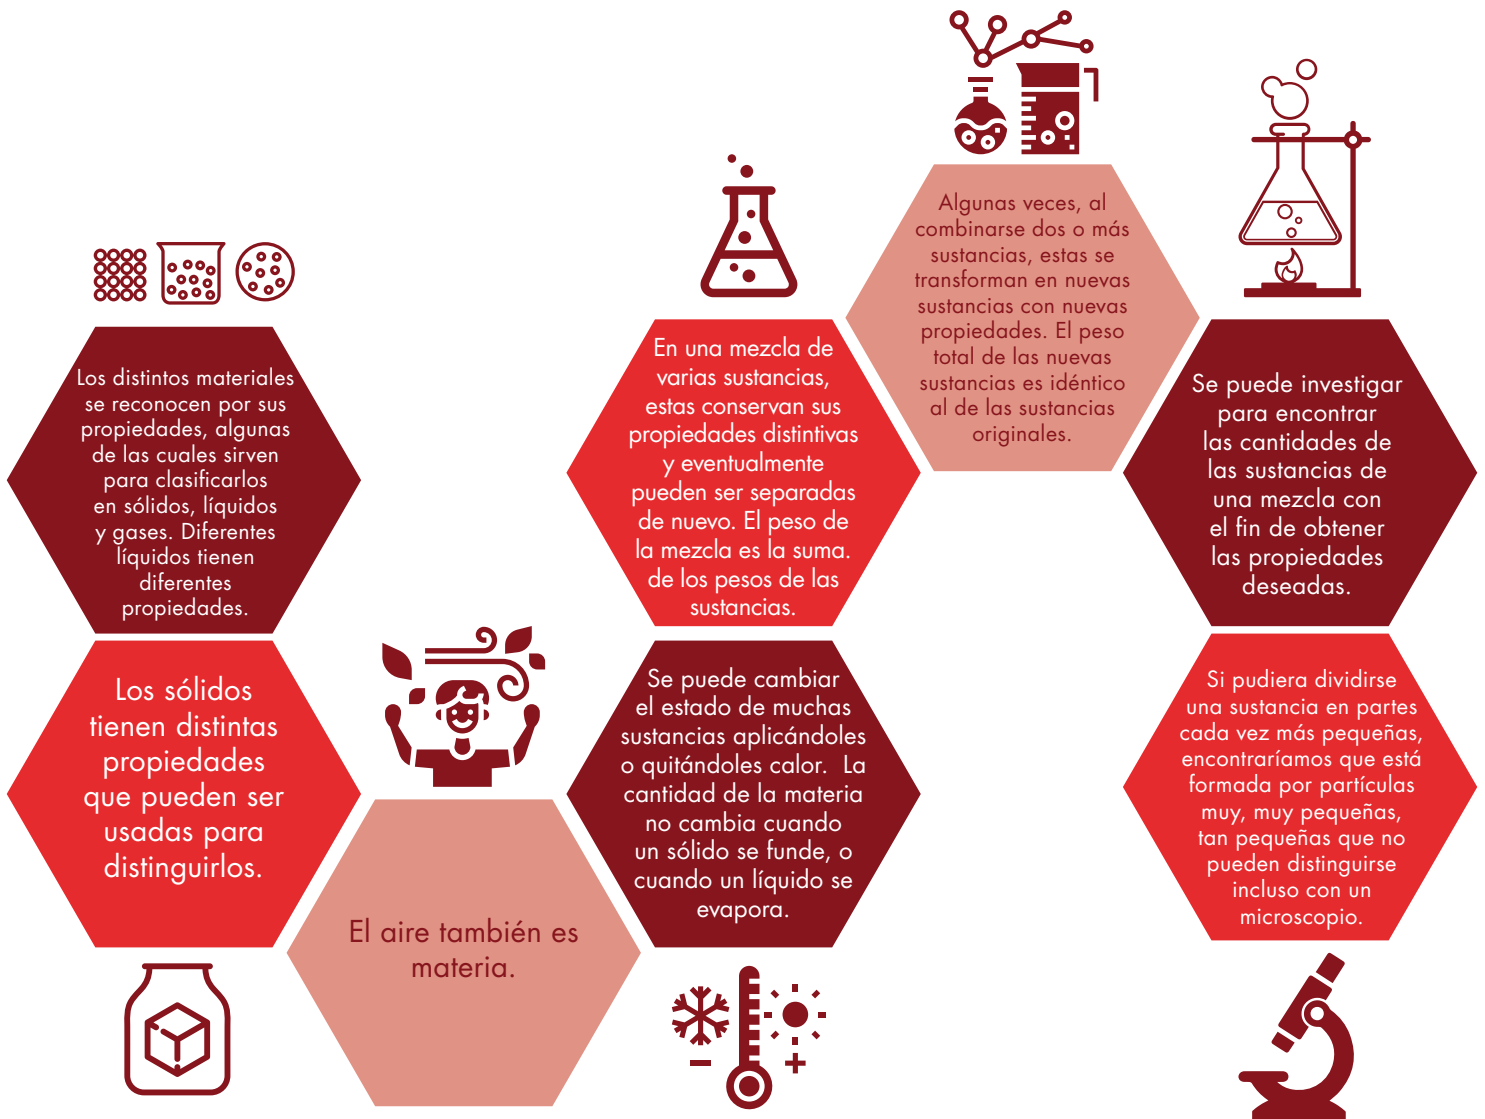 Los distintos materiales
se reconocen por sus
propiedades, algunas
de las cuales sirven
para clasificarlos
en sólidos, líquidos
y gases. Diferentes
líquidos tienen
diferentes
propiedades.
Los sólidos
tienen distintas
propiedades
que pueden ser
usadas para
distinguirlos.
El aire también es
materia.
En una mezcla de
varias sustancias,
estas conservan sus
propiedades distintivas
y eventualmente
pueden ser separadas
de nuevo. El peso de
la mezcla es la suma.
de los pesos de las
sustancias.
Se puede cambiar
el estado de muchas
sustancias aplicándoles
o quitándoles calor. La
cantidad de la materia
no cambia cuando
un sólido se funde, o
cuando un líquido se
evapora.
Algunas veces, al
combinarse dos o más
sustancias, estas se
transforman en nuevas
sustancias con nuevas
propiedades. El peso
total de las nuevas
sustancias es idéntico
al de las sustancias
originales.
Se puede investigar
para encontrar
las cantidades de
las sustancias de
una mezcla con
el fin de obtener
las propiedades
deseadas.
Si pudiera dividirse
una sustancia en partes
cada vez más pequeñas,
encontraríamos que está
formada por partículas
muy, muy pequeñas,
tan pequeñas que no
pueden distinguirse
incluso con un
microscopio.